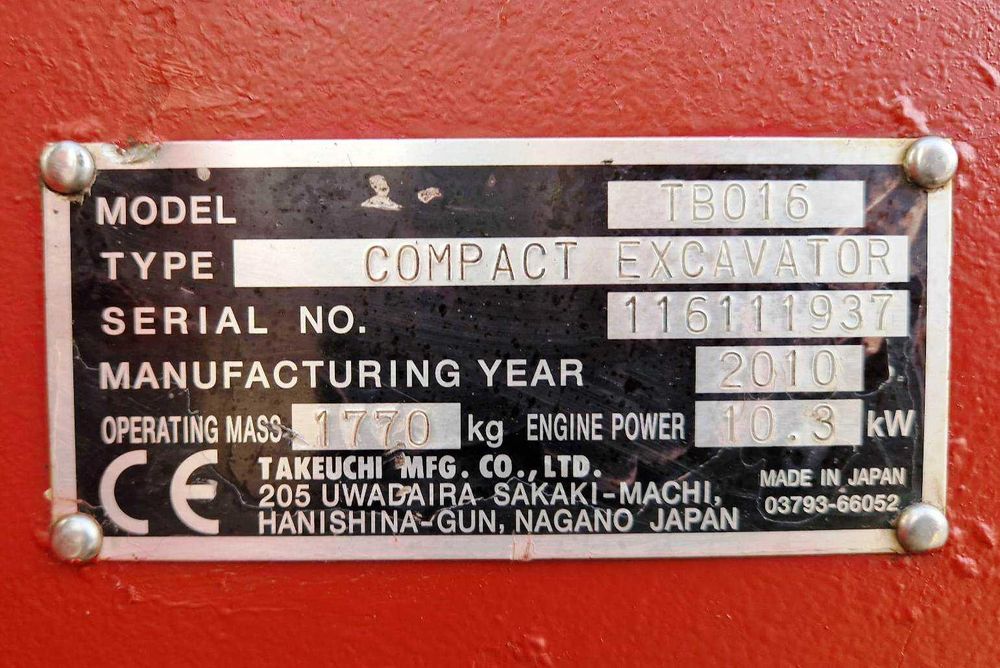 MODEL TB016
TYPE COMPACT EXCAVATOR
SERIAL NO. 116111937
MANUFACTURING YEAR 2010
OPERATING MASS 1770 kg ENGINE POWER 10.3 kW
CE TAKEUCHI MFG. CO., LTD.
205 UWADAIRA SAKAKI-MACHI,
HANISHINA-GUN, NAGANO JAPAN
MADE IN JAPAN
03793-66052